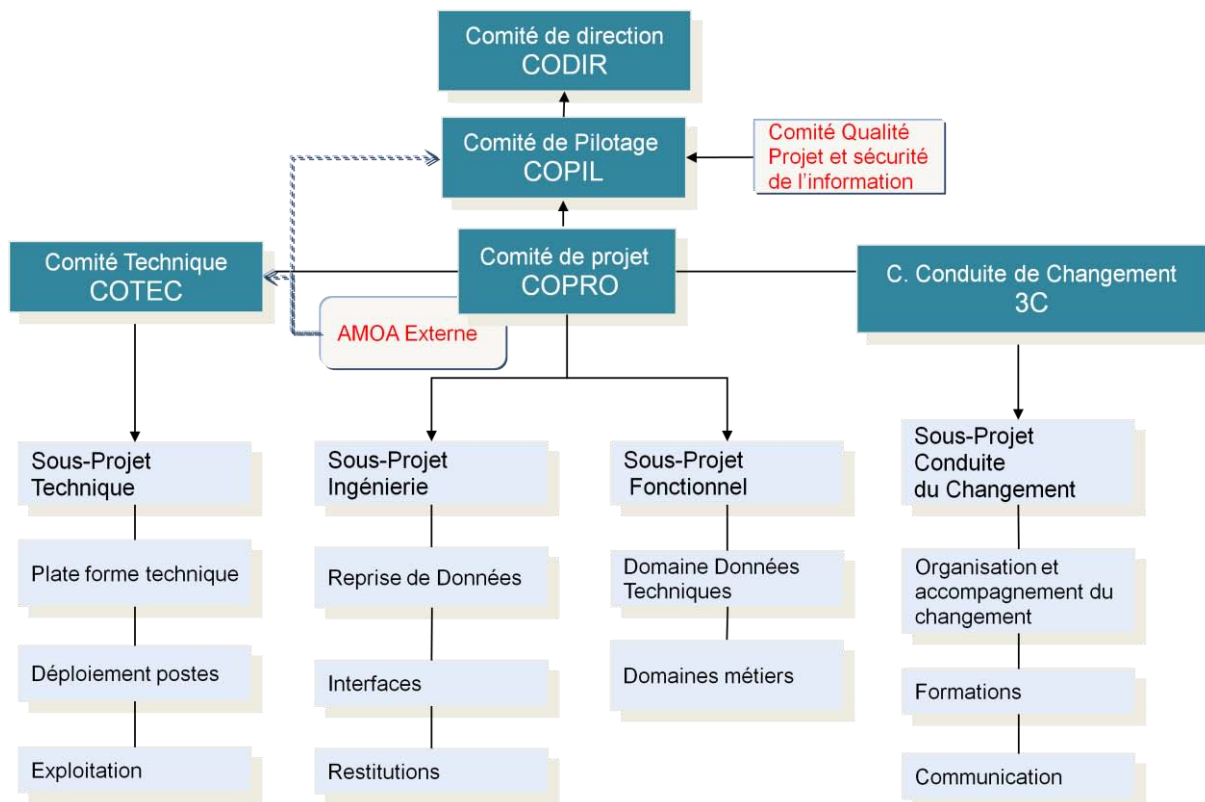 Comité de direction
CODIR
Comité de Pilotage
COPIL
Comité Qualité
Projet et sécurité
de l'information
Comité Technique
COTEC
Comité de projet
COPRO
C. Conduite de Changement
3C
AMOA Externe
Sous-Projet
Technique
Sous-Projet
Ingénierie
Sous-Projet
Fonctionnel
Sous-Projet
Conduite
du Changement
Plate forme technique
Reprise de Données
Domaine Données
Techniques
Organisation et
accompagnement du
changement
Déploiement postes
Interfaces
Domaines métiers
Formations
Exploitation
Restitutions
Communication